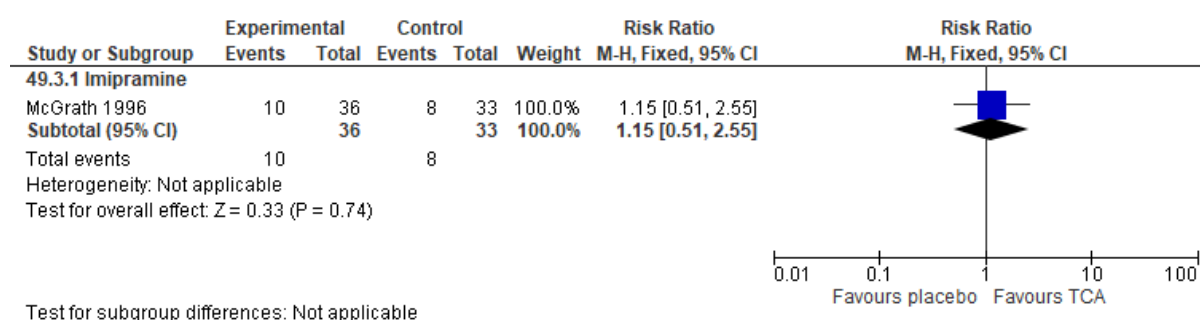 Experimental Control Risk Ratio Risk Ratio
Study or Subgroup Events Total Events Total Weight M-H, Fixed, 95% CI M-H, Fixed, 95% CI
49.3.1 Imipramine
McGrath 1996 10 36 8 33 100.0% 1.15 [0.51, 2.55]
Subtotal (95% CI) 36 33 100.0% 1.15 [0.51, 2.55]
Total events 10 8
Heterogeneity: Not applicable
Test for overall effect: Z = 0.33 (P = 0.74)
0.01 0.1 1 10 100
Favours placebo Favours TCA
Test for subgroup differences: Not applicable